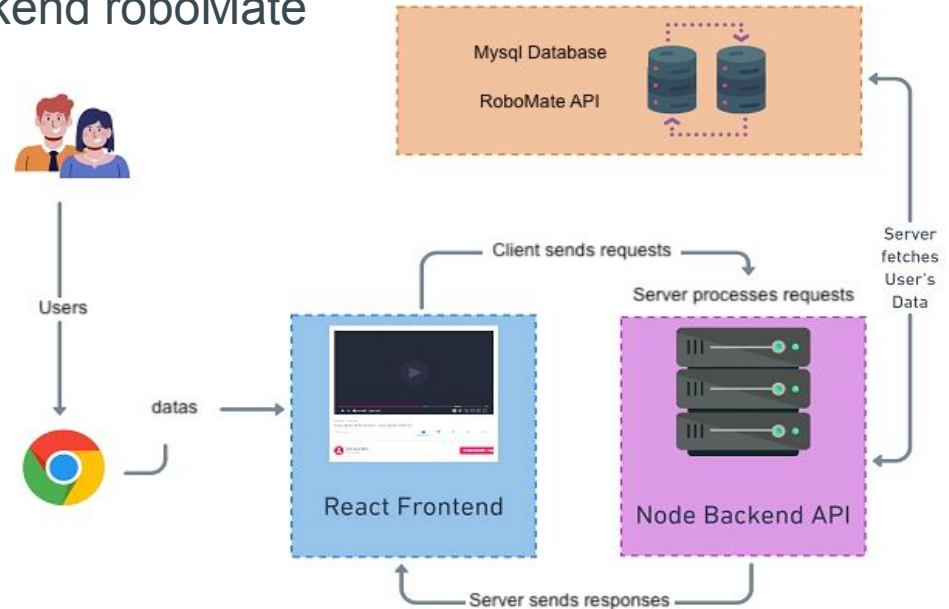 kend roboMate
Mysql Database
RoboMate API
Client sends requests
Server
fetches
User's
Data
Server processes requests
Users
datas
React Frontend
Node Backend API
Server sends responses